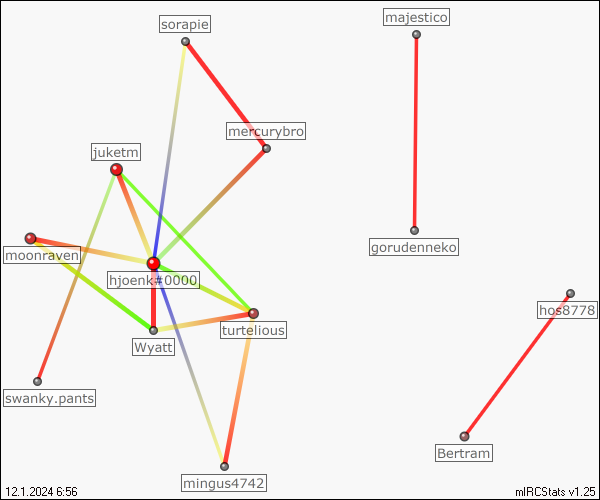 sorapie
majestico
mercurybro
juketm
gorudenneko
moonraven
hjoenk#0000
hos8778
turtelious
Wyatt
swanky.pants
Bertram
mingus4742
12.1.2024 6:56
mIRCStats v1.25